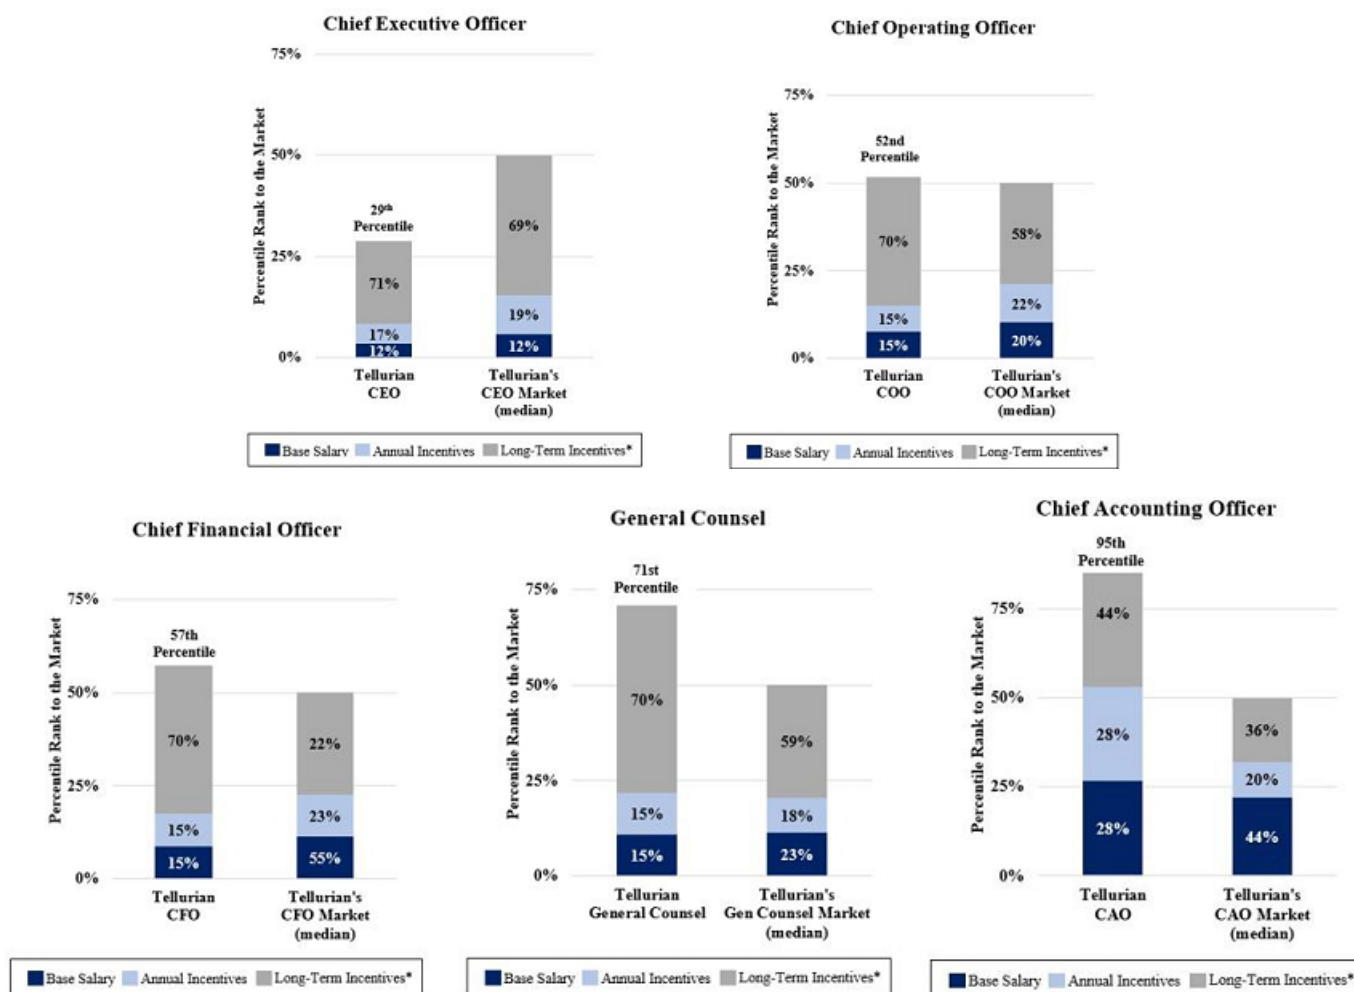 Chief Executive Officer
75%
50%
25%
0%
Percentile Rank to the Market
29th
Percentile
71%
17%
12%
69%
19%
12%
Tellurian
CEO
Tellurian's
CEO Market
(median)
Base Salary Annual Incentives Long-Term Incentives*
Chief Operating Officer
75%
50%
25%
0%
Percentile Rank to the Market
52nd
Percentile
70%
15%
15%
58%
22%
20%
Tellurian
COO
Tellurian's
COO Market
(median)
Base Salary Annual Incentives Long-Term Incentives*
Chief Financial Officer
75%
50%
25%
0%
Percentile Rank to the Market
57th
Percentile
70%
15%
15%
22%
23%
55%
Tellurian
CFO
Tellurian's
CFO Market
(median)
Base Salary Annual Incentives Long-Term Incentives*
General Counsel
75%
50%
25%
0%
Percentile Rank to the Market
71st
Percentile
70%
15%
15%
59%
18%
23%
Tellurian
General Counsel
Tellurian's
Gen Counsel Market
(median)
Base Salary Annual Incentives Long-Term Incentives*
Chief Accounting Officer
75%
50%
25%
0%
Percentile Rank to the Market
95th
Percentile
44%
28%
28%
36%
20%
44%
Tellurian
CAO
Tellurian's
CAO Market
(median)
Base Salary Annual Incentives Long-Term Incentives*